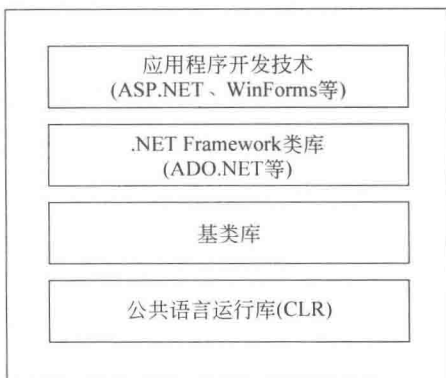 应用程序开发技术
(ASP.NET、WinForms等)
.NET Framework类库
(ADO.NET等)
基类库
公共语言运行库(CLR)